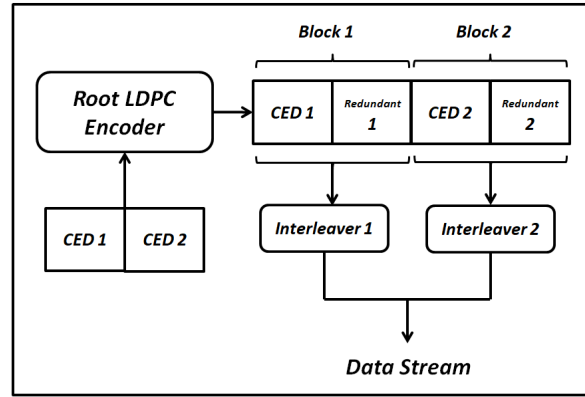 Block 1
Block 2
Root LDPC
Encoder
CED 1
Redundant
1
CED 2
Redundant
2
CED 1
CED 2
Interleaver 1
Interleaver 2
Data Stream